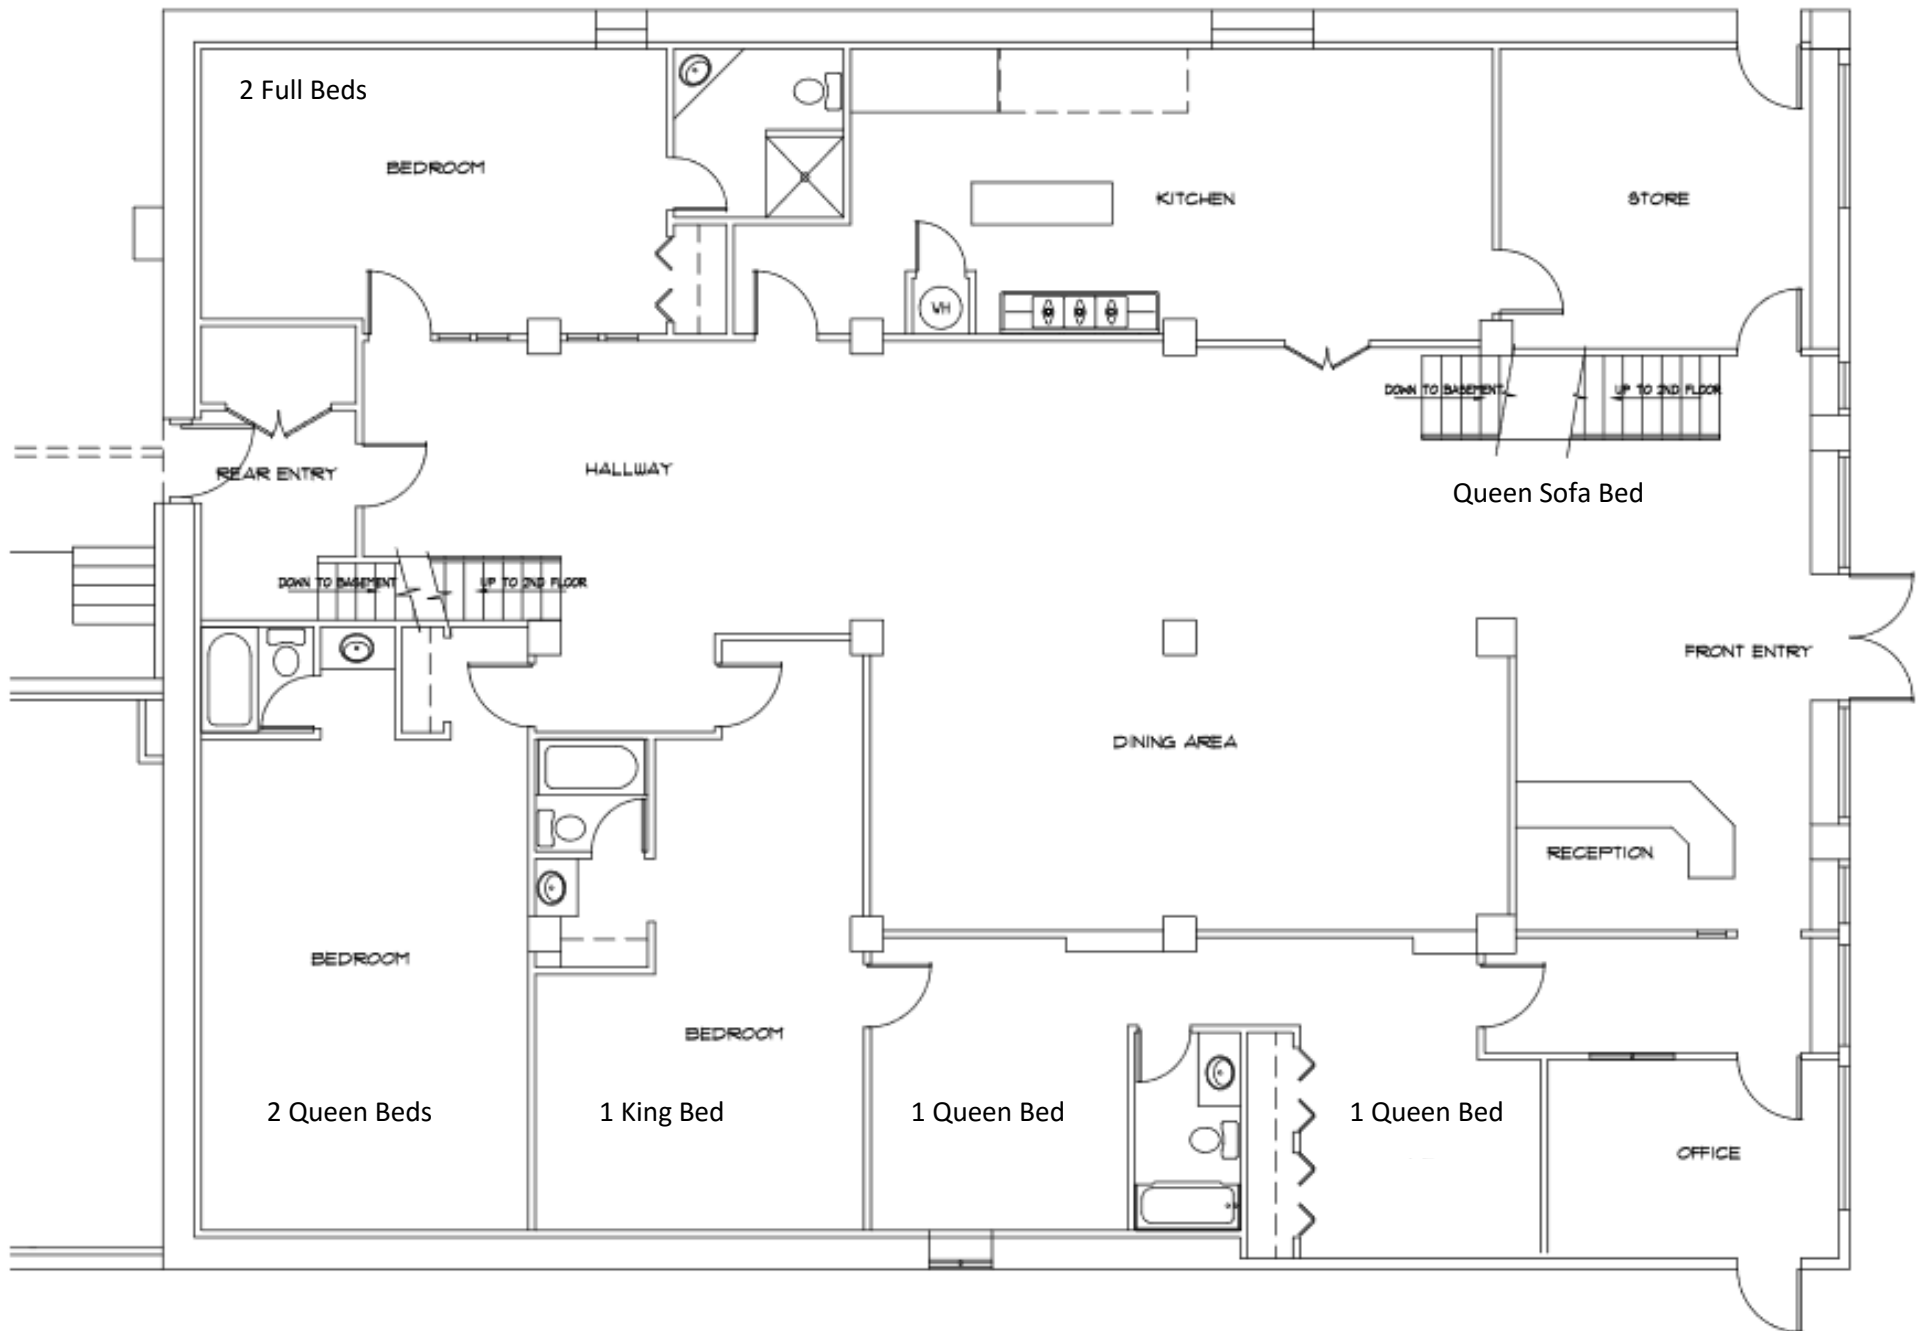 2 Full Beds
BEDROOM
KITCHEN
STORE
WH
DOWN TO BASEMENT
UP TO 2ND FLOOR
REAR ENTRY
HALLWAY
Queen Sofa Bed
DOWN TO BASEMENT
UP TO 2ND FLOOR
FRONT ENTRY
DINING AREA
RECEPTION
BEDROOM
BEDROOM
2 Queen Beds
1 King Bed
1 Queen Bed
1 Queen Bed
OFFICE